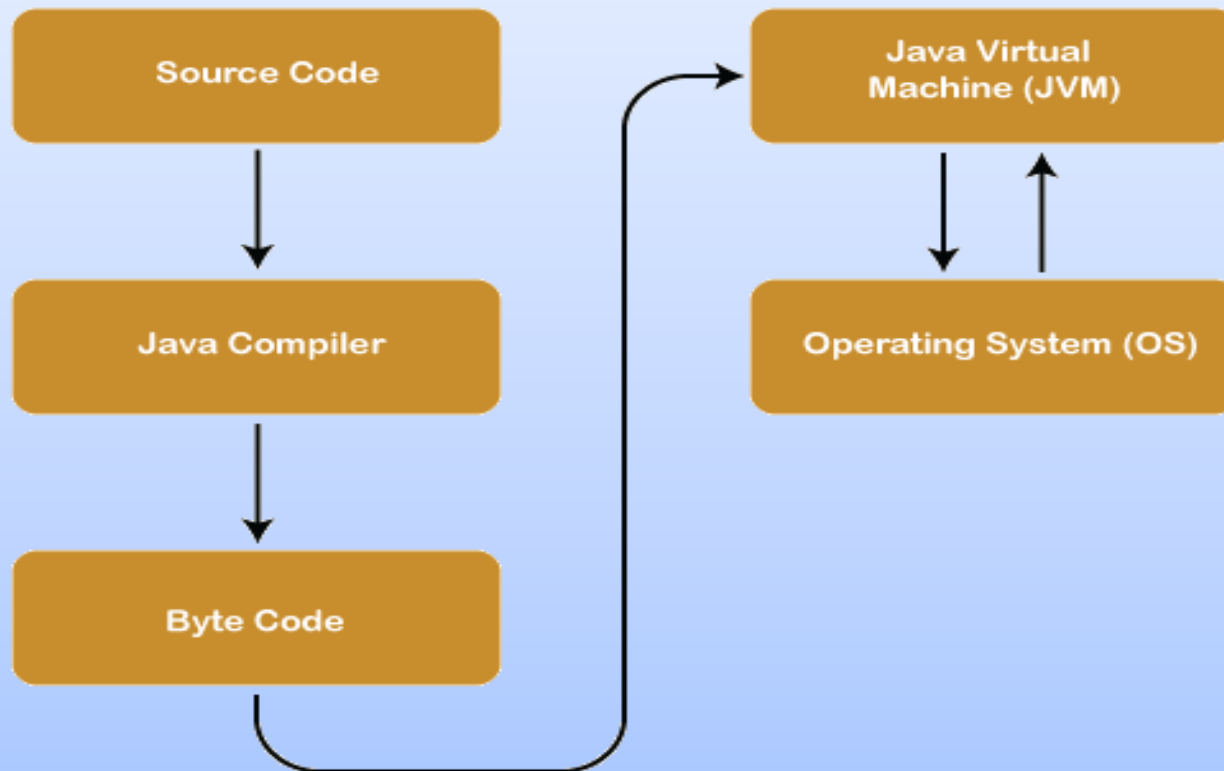 Source Code
Java Compiler
Byte Code
Java Virtual
Machine (JVM)
Operating System (OS)